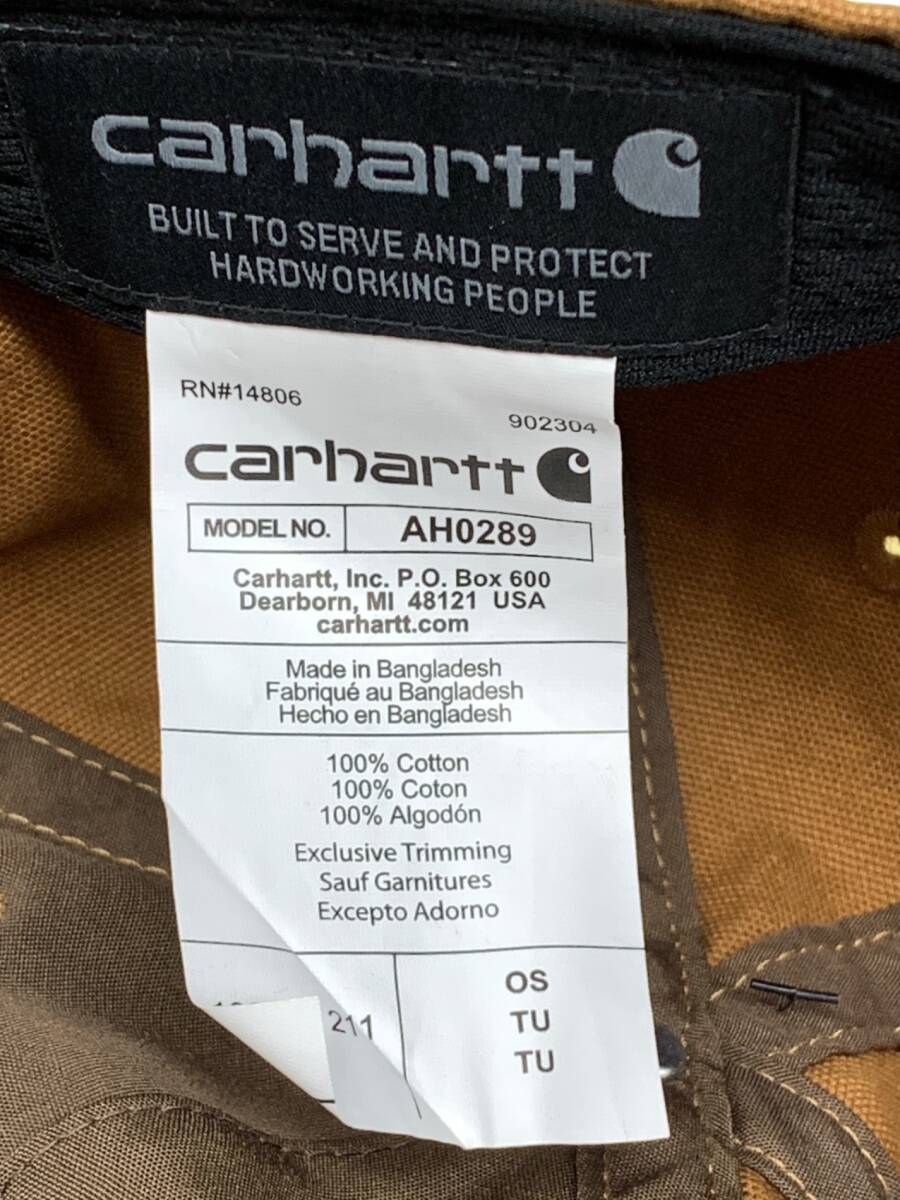 carhartt
BUILT TO SERVE AND PROTECT
HARDWORKING PEOPLE
RN#14806
902304
carhartt
MODEL NO. AH0289
Carhartt, Inc. P.O. Box 600
Dearborn, MI 48121 USA
carhartt.com
Made in Bangladesh
Fabriqué au Bangladesh
Hecho en Bangladesh
100% Cotton
100% Coton
100% Algodón
Exclusive Trimming
Sauf Garnitures
Excepto Adorno
OS
211 TU
TU